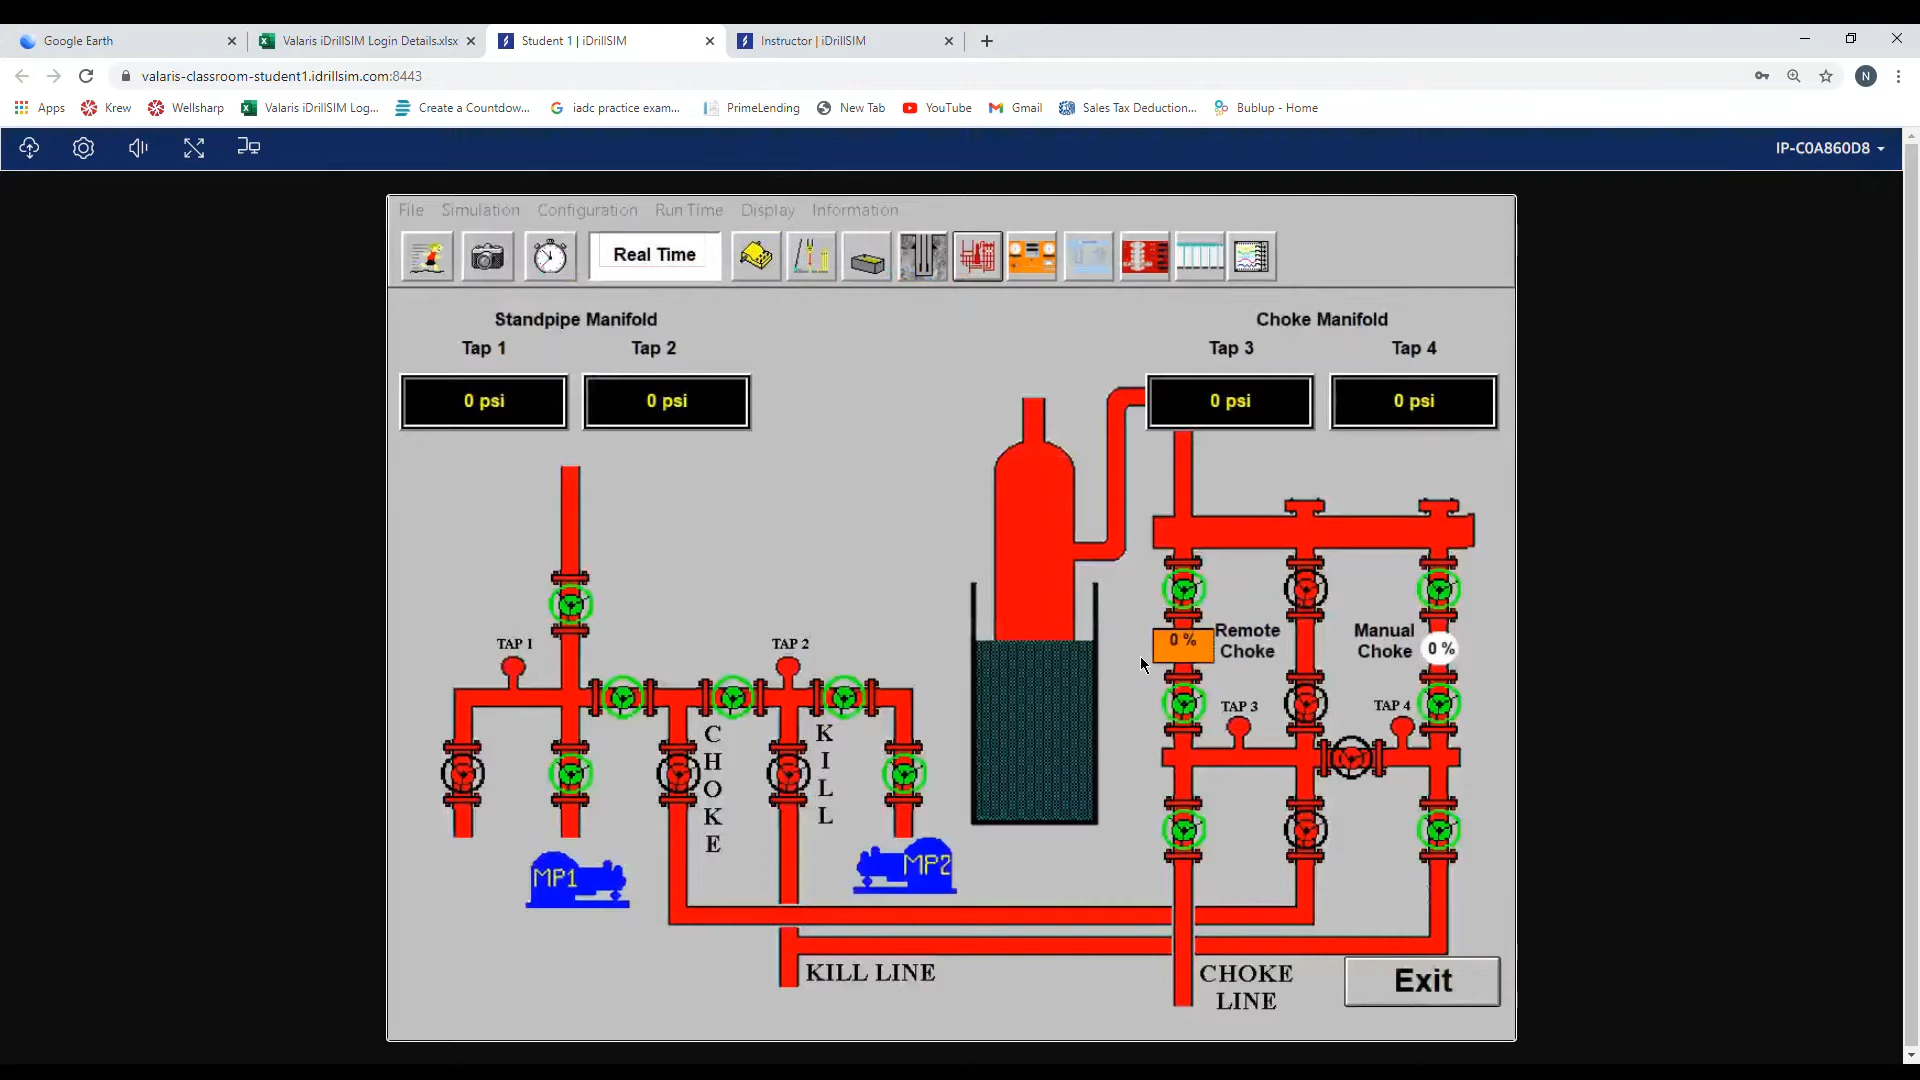 Google Earth
Valaris iDrillSIM Login Details.xlsx
Student 1 | iDrillSIM
Instructor | iDrillSIM
valaris-classroom-student1.idrillsim.com:8443
N
Apps
Krew
Wellsharp
Valaris iDrillSIM Log...
Create a Countdow...
iadc practice exam...
PrimeLending
New Tab
YouTube
Gmail
Sales Tax Deduction...
Bublup - Home
IP-C0A860D8
File Simulation Configuration Run Time Display Information
Real Time
Standpipe Manifold
Choke Manifold
Tap 1
Tap 2
Tap 3
Tap 4
0 psi
0 psi
0 psi
0 psi
TAP 1
TAP 2
0 %
Remote
Choke
Manual
Choke
0 %
TAP 3
TAP 4
CHOKE
KILL
MP1
MP2
KILL LINE
CHOKE
LINE
Exit